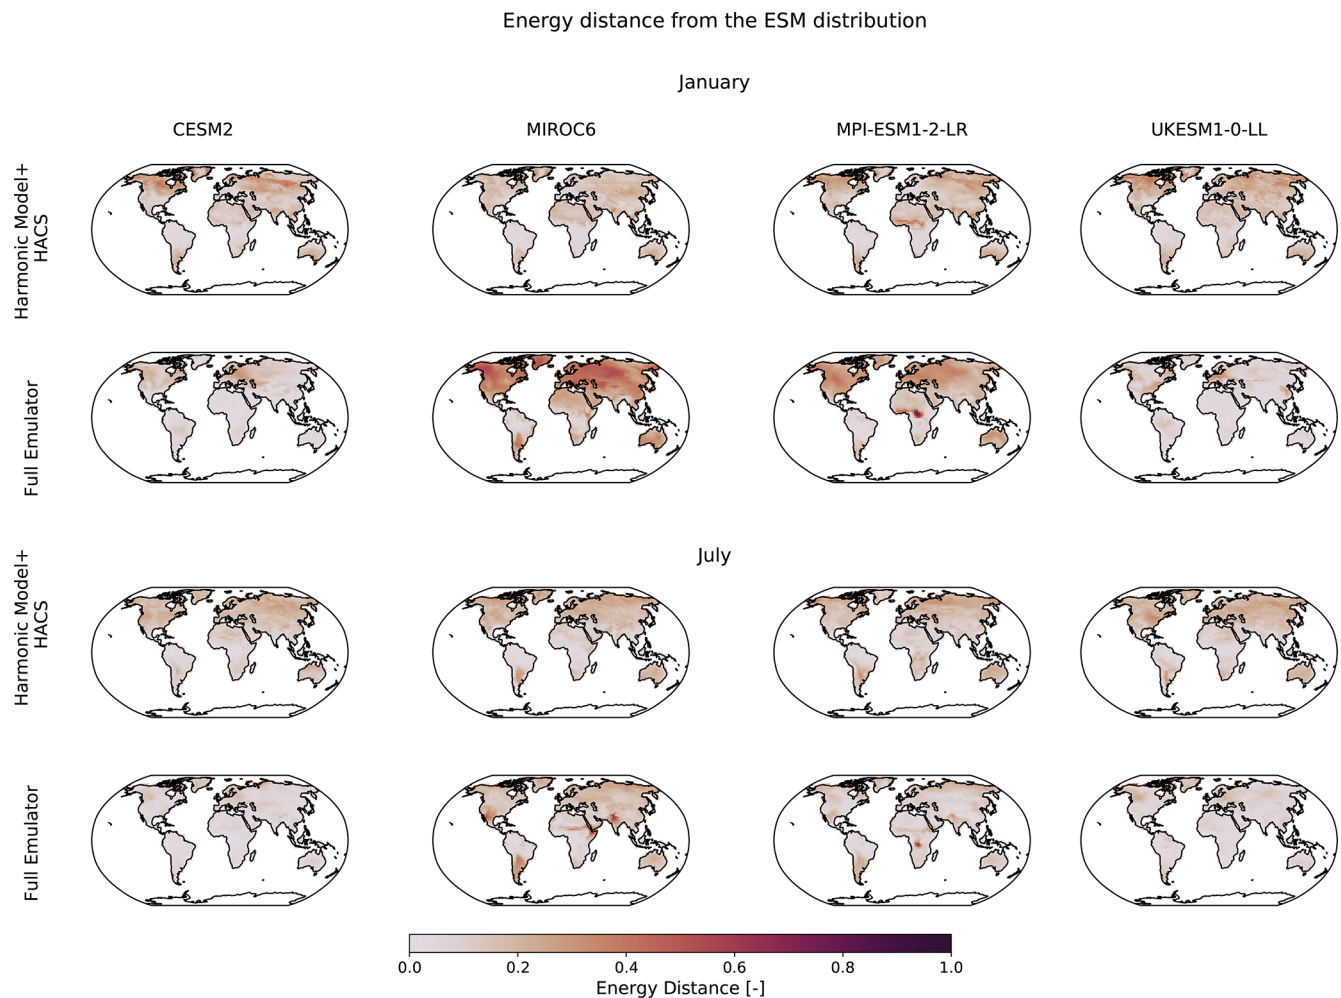 Energy distance from the ESM distribution
January
CESM2
MIROC6
MPI-ESM1-2-LR
UKESM1-0-LL
Harmonic Model+
HACS
Full Emulator
July
Harmonic Model+
HACS
Full Emulator
0.0 0.2 0.4 0.6 0.8 1.0
Energy Distance [-]